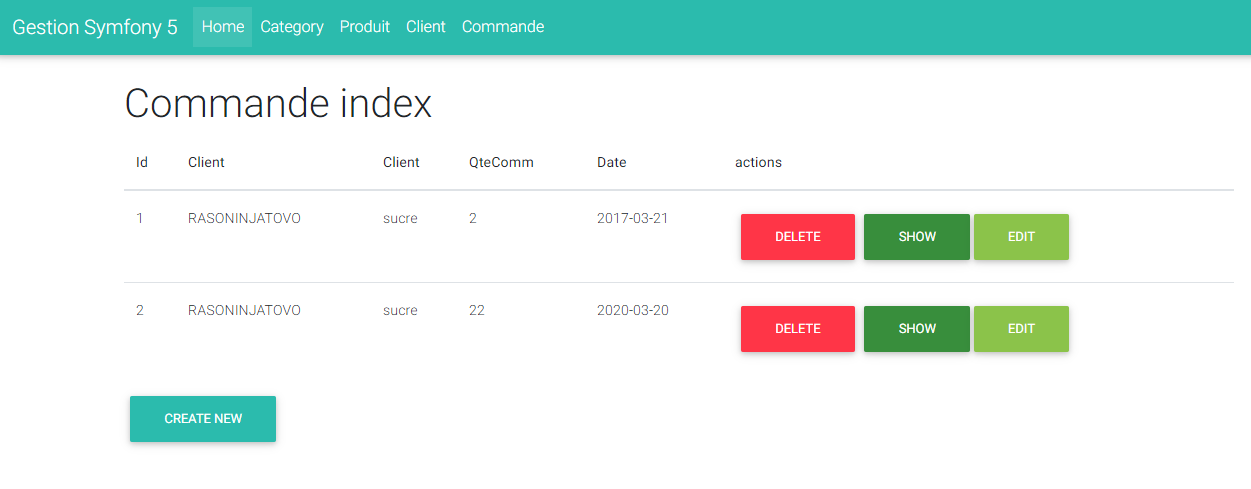 Gestion Symfony 5 Home Category Produit Client Commande
Commande index
Id Client Client QteComm Date actions
1 RASONINJATOVO sucre 2 2017-03-21 DELETE SHOW EDIT
2 RASONINJATOVO sucre 22 2020-03-20 DELETE SHOW EDIT
CREATE NEW